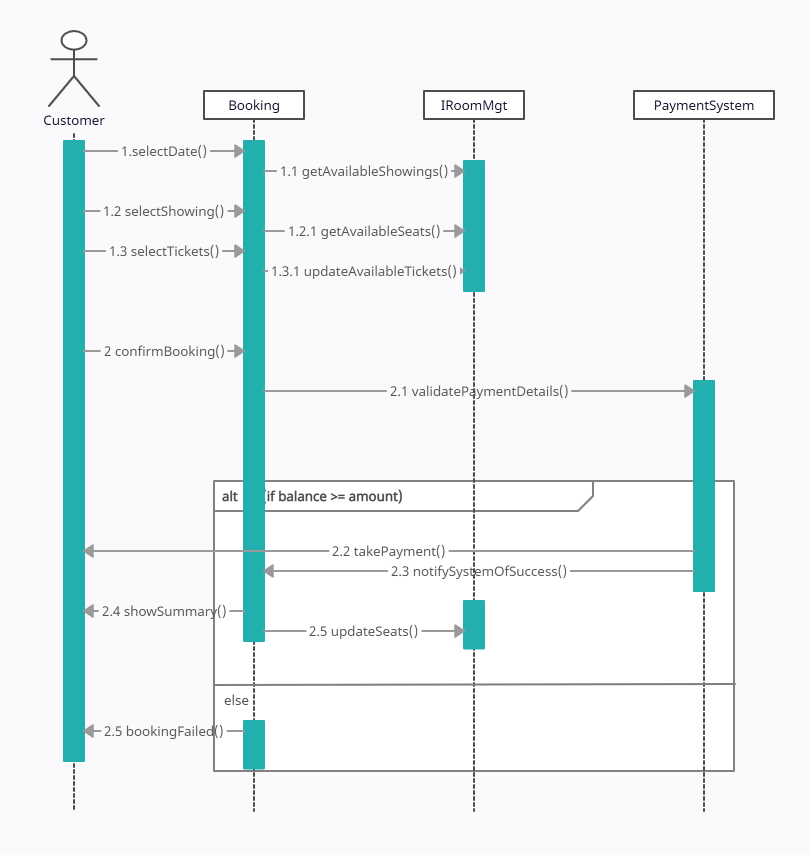 Customer
Booking
IRoomMgt
PaymentSystem
1.selectDate()
1.1 getAvailableShowings()
1.2 selectShowing()
1.2.1 getAvailableSeats()
1.3 selectTickets()
1.3.1 updateAvailableTickets()
2 confirmBooking()
2.1 validatePaymentDetails()
alt (if balance >= amount)
2.2 takePayment()
2.3 notifySystemOfSuccess()
2.4 showSummary()
2.5 updateSeats()
else
2.5 bookingFailed()